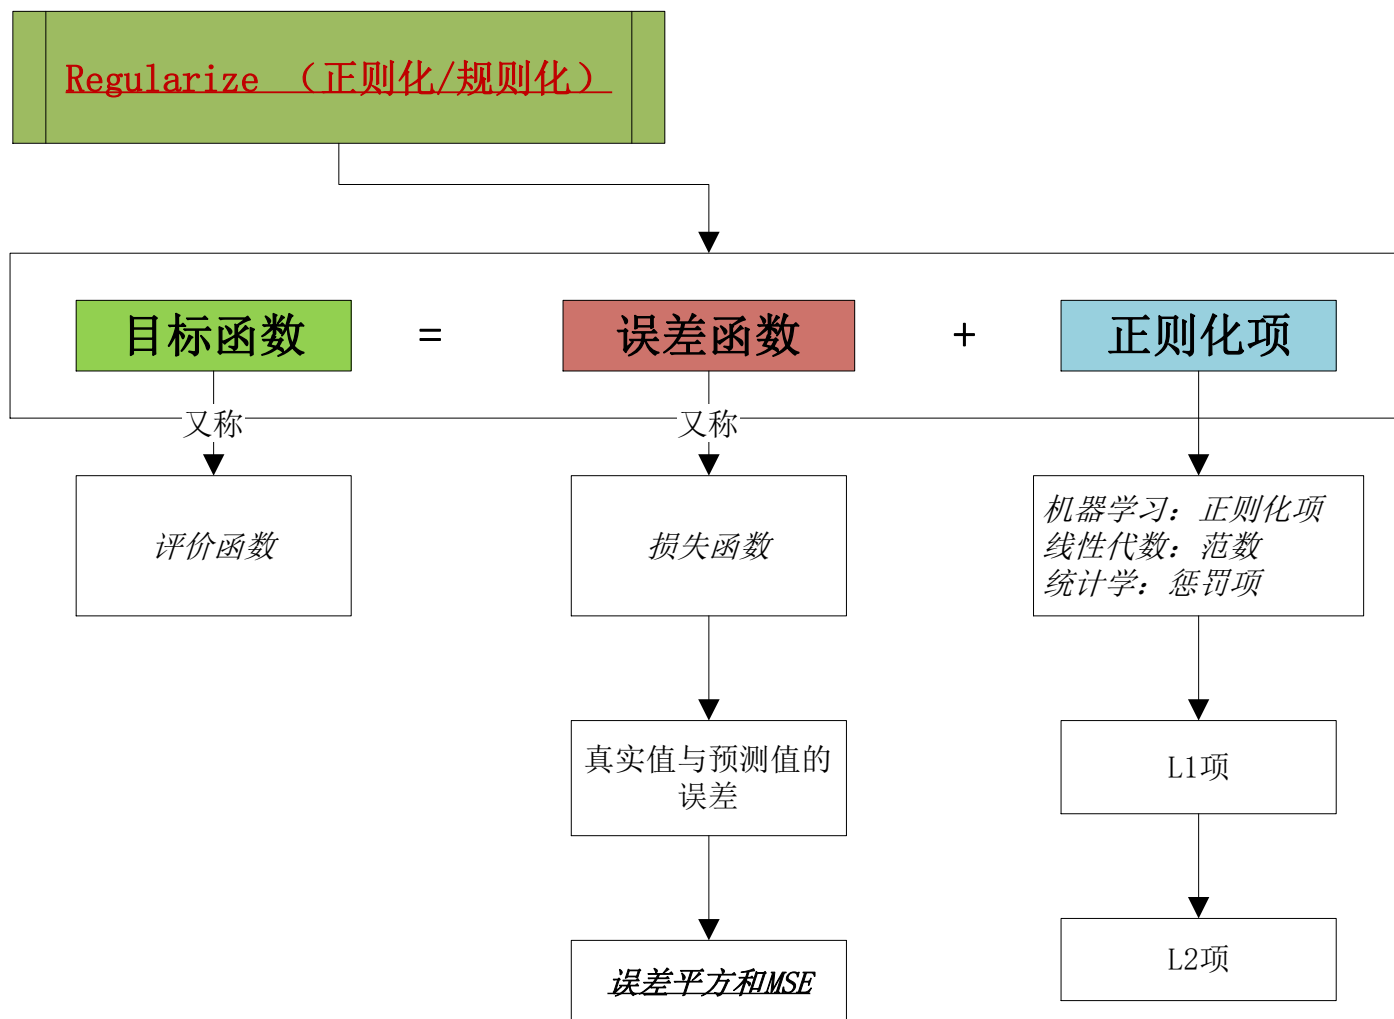 Regularize （正则化/规则化）
目标函数 = 误差函数 + 正则化项
又称 又称
评价函数
损失函数
机器学习：正则化项
线性代数：范数
统计学：惩罚项
真实值与预测值的
误差
L1项
误差平方和MSE
L2项